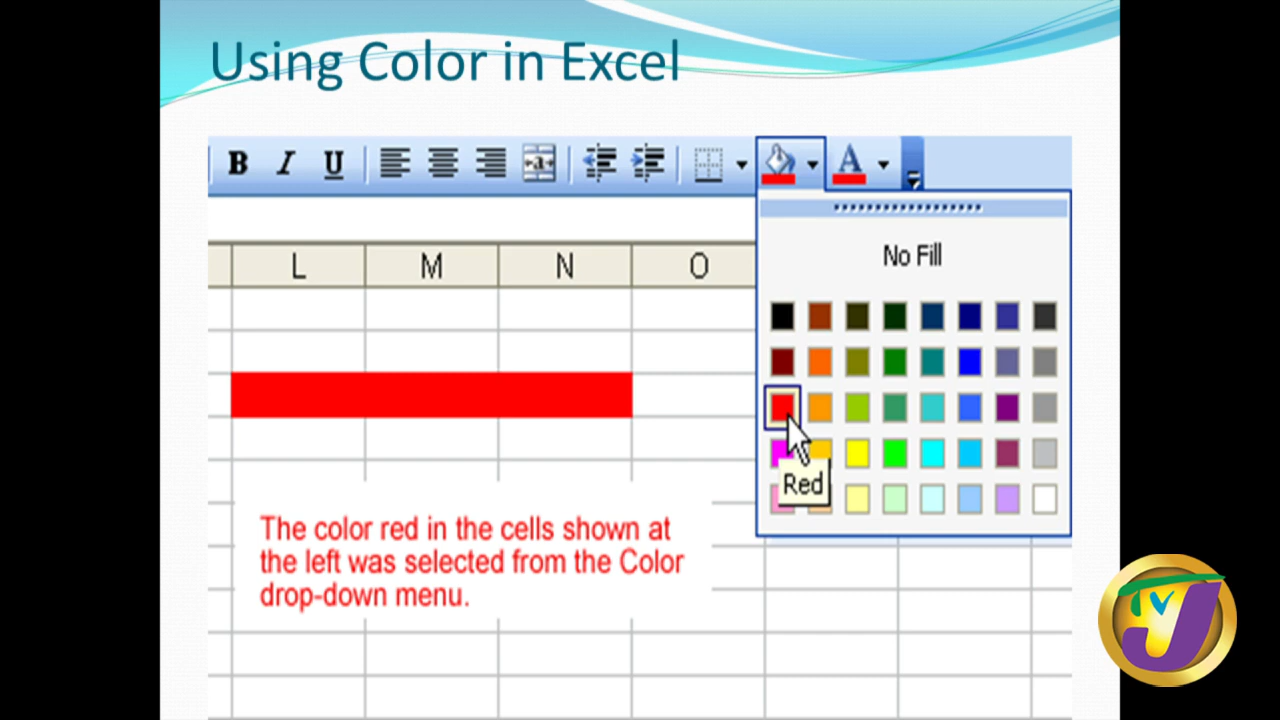 Using Color in Excel
B I U a A
No Fill
L M N O
Red
The color red in the cells shown at
the left was selected from the Color
drop-down menu.
TVJ